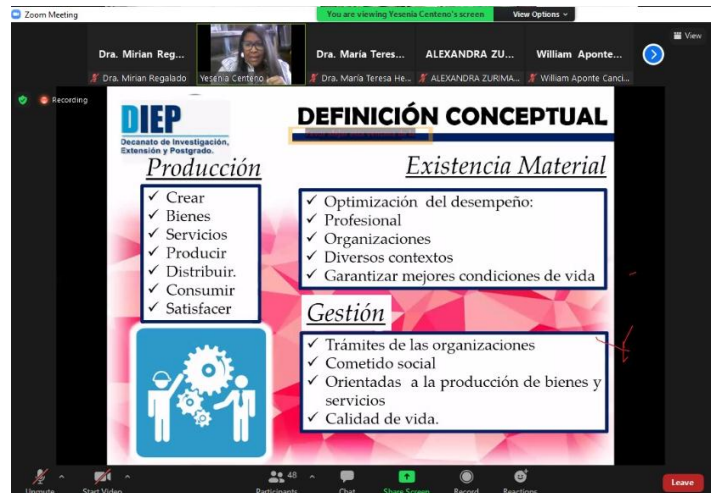 Zoom Meeting
You are viewing Yesenia Centeno's screen
View Options
View
Dra. Mirian Reg...
Dra. María Teres...
ALEXANDRA ZU...
William Aponte...
Dra. Mirian Regalado
Yesenia Centeno
Dra. María Teresa He...
ALEXANDRA ZURIMA...
William Aponte Canci...
Recording
DIEP
Decanato de Investigación,
Extensión y Postgrado.
DEFINICIÓN CONCEPTUAL
Producción
✓ Crear
✓ Bienes
✓ Servicios
✓ Producir
✓ Distribuir.
✓ Consumir
✓ Satisfacer
Existencia Material
✓ Optimización del desempeño:
✓ Profesional
✓ Organizaciones
✓ Diversos contextos
✓ Garantizar mejores condiciones de vida
Gestión
✓ Trámites de las organizaciones
✓ Cometido social
✓ Orientadas a la producción de bienes y
servicios
✓ Calidad de vida.
Unmute
Start Video
48
Participants
Chat
Share Screen
Record
Reactions
Leave